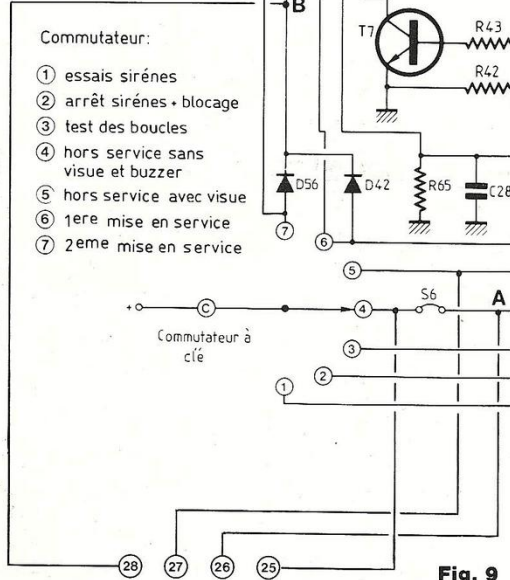 B
Commutateur:
1 essais sirénes
2 arrêt sirénes + blocage
3 test des boucles
4 hors service sans
visue et buzzer
5 hors service avec visue
6 1ere mise en service
7 2eme mise en service
T7
R43
R42
D56
D42
R65
C28
7
6
5
+ C 4 S6 A
Commutateur à
clé
3
2
1
28 27 26 25
Fig. 9